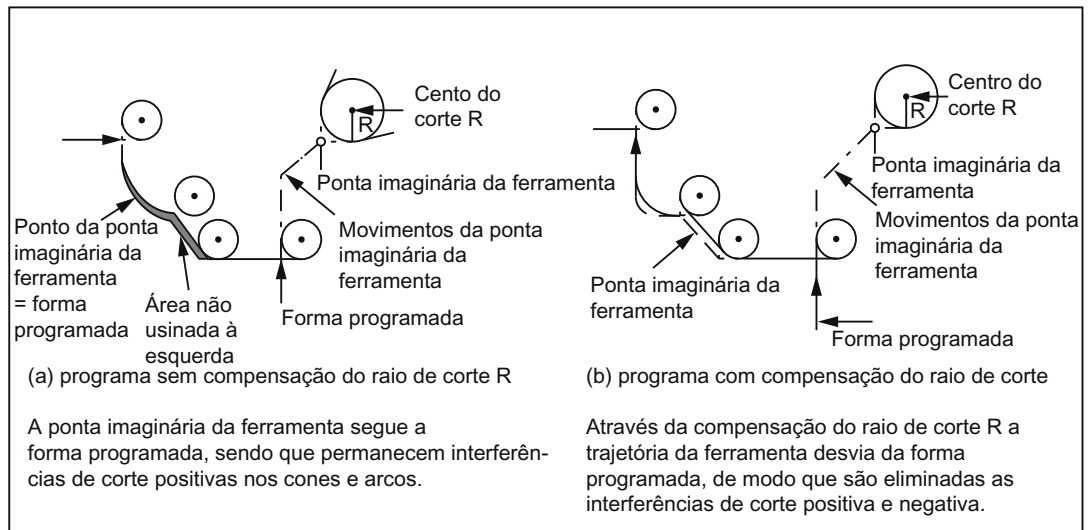 Cento do
corte R
R
Ponta imaginária da ferramenta
Ponto da ponta
imaginária da
ferramenta
= forma
programada
Área não
usinada à
esquerda
Movimentos da ponta
imaginária da
ferramenta
Forma programada
(a) programa sem compensação do raio de corte R
A ponta imaginária da ferramenta segue a
forma programada, sendo que permanecem interferên-
cias de corte positivas nos cones e arcos.
Centro do
corte R
R
Ponta imaginária da
ferramenta
Movimentos da ponta
imaginária da
ferramenta
Ponta imaginária da
ferramenta
Forma programada
(b) programa com compensação do raio de corte
Através da compensação do raio de corte R a
trajetória da ferramenta desvia da forma
programada, de modo que são eliminadas as
interferências de corte positiva e negativa.